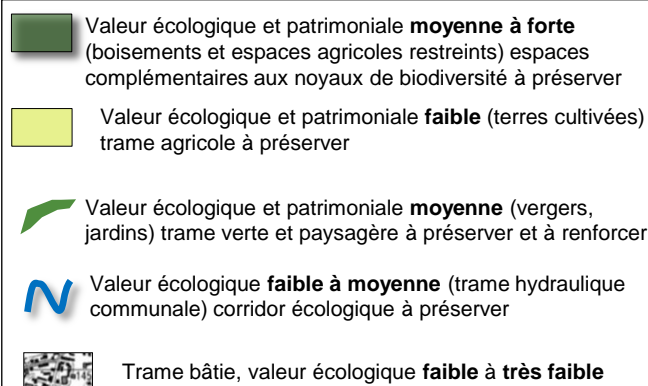 Valeur écologique et patrimoniale moyenne à forte
(boisements et espaces agricoles restreints) espaces
complémentaires aux noyaux de biodiversité à préserver
Valeur écologique et patrimoniale faible (terres cultivées)
trame agricole à préserver
Valeur écologique et patrimoniale moyenne (vergers,
jardins) trame verte et paysagère à préserver et à renforcer
Valeur écologique faible à moyenne (trame hydraulique
communale) corridor écologique à préserver
Trame bâtie, valeur écologique faible à très faible